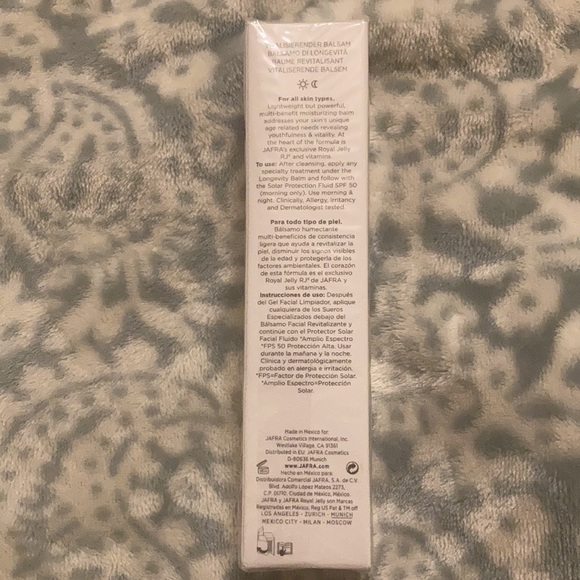 VITALISIERENDER BALSAM
BALSAMO DI LONGEVITÀ
BAUME REVITALISANT
VITALISERENDE BALSEM
For all skin types.
Lightweight but powerful,
multi-benefit moisturizing balm
addresses your skin's unique
age related needs revealing
youthfulness & vitality. At
the heart of the formula is
JAFRA's exclusive Royal Jelly
RJx and vitamins.
To use: After cleansing, apply any
specialty treatment under the
Longevity Balm and follow with
the Solar Protection Fluid SPF 50
(morning only). Use morning &
night. Clinically, Allergy, Irritancy
and Dermatologist tested.
Para todo tipo de piel.
Bálsamo humectante
multi-beneficios de consistencia
ligera que ayuda a revitalizar la
piel, disminuir los signos visibles
de la edad y protegerla de los
factores ambientales. El corazón
de esta fórmula es el exclusivo
Royal Jelly RJx de JAFRA y
sus vitaminas.
Instrucciones de uso: Después
del Gel Facial Limpiador, aplique
cualquiera de los Sueros
Especializados debajo del
Bálsamo Facial Revitalizante y
continúe con el Protector Solar
Facial Fluido *Amplio Espectro
*FPS 50 Protección Alta. Usar
durante la mañana y la noche.
Clínica y dermatológicamente
probado en alergia e irritación.
*FPS=Factor de Protección Solar.
*Amplio Espectro=Protección
Solar.
Made in México for:
JAFRA Cosmetics International, Inc.
Westlake Village, CA 91361
Distributed in EU: JAFRA Cosmetics
D-80636 Munich
www.JAFRA.com
Hecho en México para:
Distribuidora Comercial JAFRA, S.A. de C.V.
Blvd. Adolfo López Mateos 2273,
C.P. 01710, Ciudad de México, México.
JAFRA y JAFRA Royal Jelly son Marcas
Registradas en México, Reg US Pat & TM off
LOS ANGELES - ZURICH - MUNICH
MEXICO CITY - MILAN - MOSCOW